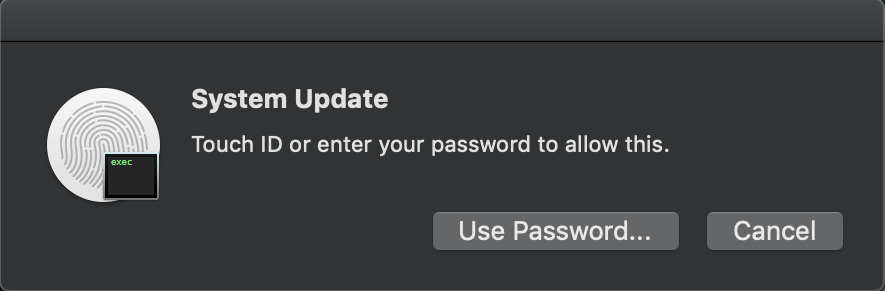 System Update
Touch ID or enter your password to allow this.
exec
Use Password...
Cancel